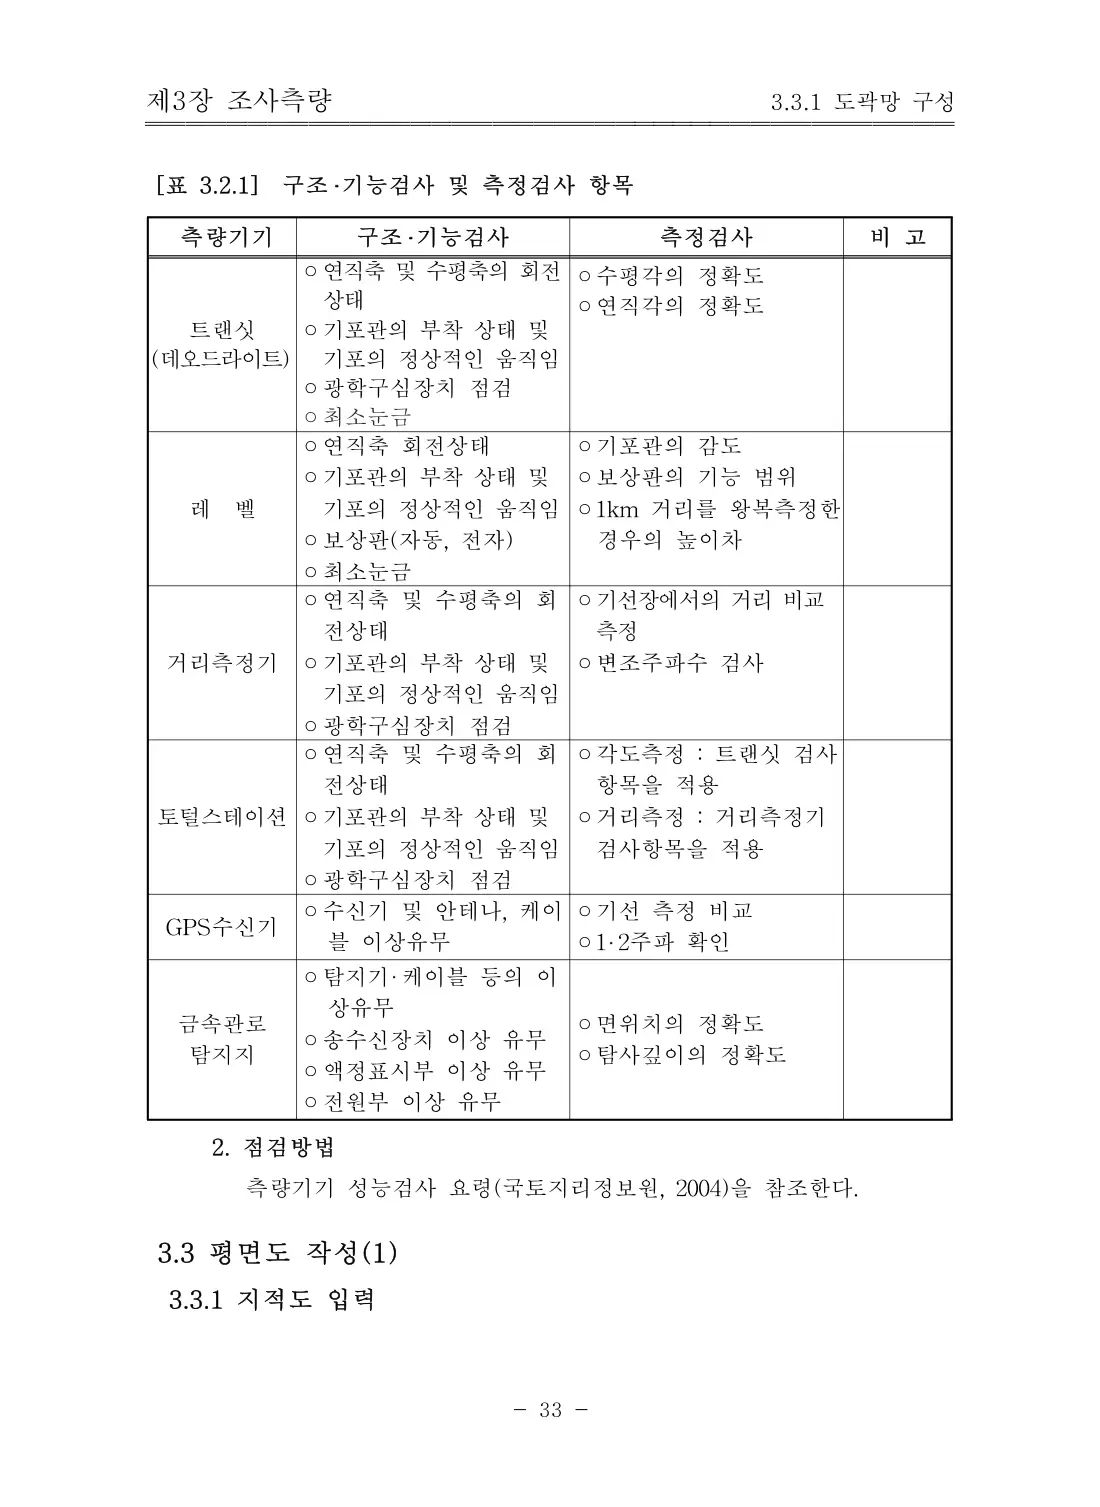 제3장 조사측량 3.3.1 도곽망 구성
[표 3.2.1] 구조·기능검사 및 측정검사 항목
측량기기 구조·기능검사 측정검사 비 고
트랜싯
(데오드라이트)
○연직축 및 수평축의 회전
상태
○기포관의 부착 상태 및
기포의 정상적인 움직임
○광학구심장치 점검
○최소눈금
○수평각의 정확도
○연직각의 정확도
레 벨
○연직축 회전상태
○기포관의 부착 상태 및
기포의 정상적인 움직임
○보상판(자동, 전자)
○최소눈금
○기포관의 감도
○보상판의 기능 범위
○1km 거리를 왕복측정한
경우의 높이차
거리측정기
○연직축 및 수평축의 회
전상태
○기포관의 부착 상태 및
기포의 정상적인 움직임
○광학구심장치 점검
○기선장에서의 거리 비교
측정
○변조주파수 검사
토털스테이션
○연직축 및 수평축의 회
전상태
○기포관의 부착 상태 및
기포의 정상적인 움직임
○광학구심장치 점검
○각도측정 : 트랜싯 검사
항목을 적용
○거리측정 : 거리측정기
검사항목을 적용
GPS수신기
○수신기 및 안테나, 케이
블 이상유무
○기선 측정 비교
○1·2주파 확인
금속관로
탐지지
○탐지기·케이블 등의 이
상유무
○송수신장치 이상 유무
○액정표시부 이상 유무
○전원부 이상 유무
○면위치의 정확도
○탐사깊이의 정확도
2. 점검방법
측량기기 성능검사 요령(국토지리정보원, 2004)을 참조한다.
3.3 평면도 작성(1)
3.3.1 지적도 입력
- 33 -